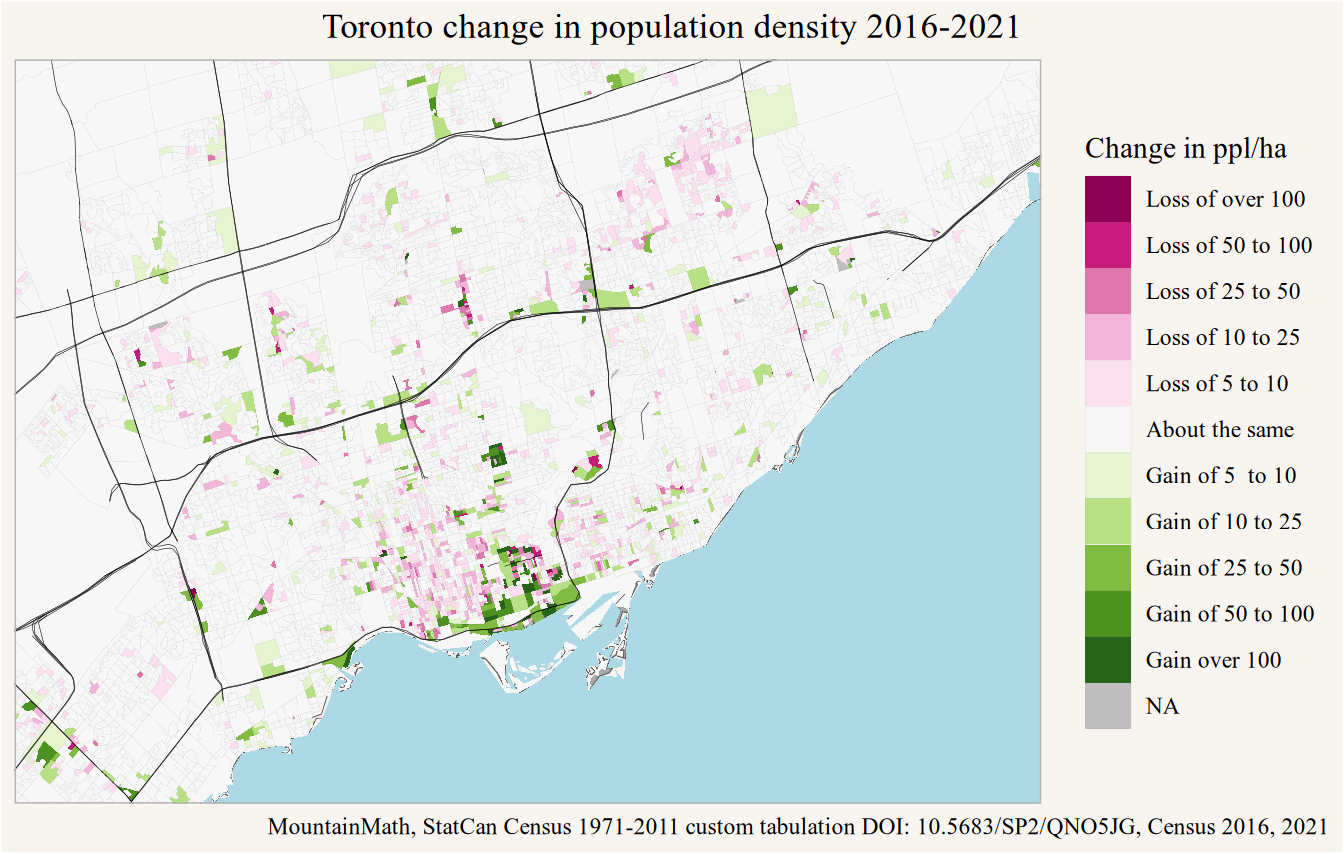 Toronto change in population density 2016-2021
Change in ppl/ha
Loss of over 100
Loss of 50 to 100
Loss of 25 to 50
Loss of 10 to 25
Loss of 5 to 10
About the same
Gain of 5  to 10
Gain of 10 to 25
Gain of 25 to 50
Gain of 50 to 100
Gain over 100
NA
MountainMath, StatCan Census 1971-2011 custom tabulation DOI: 10.5683/SP2/QNO5JG, Census 2016, 2021